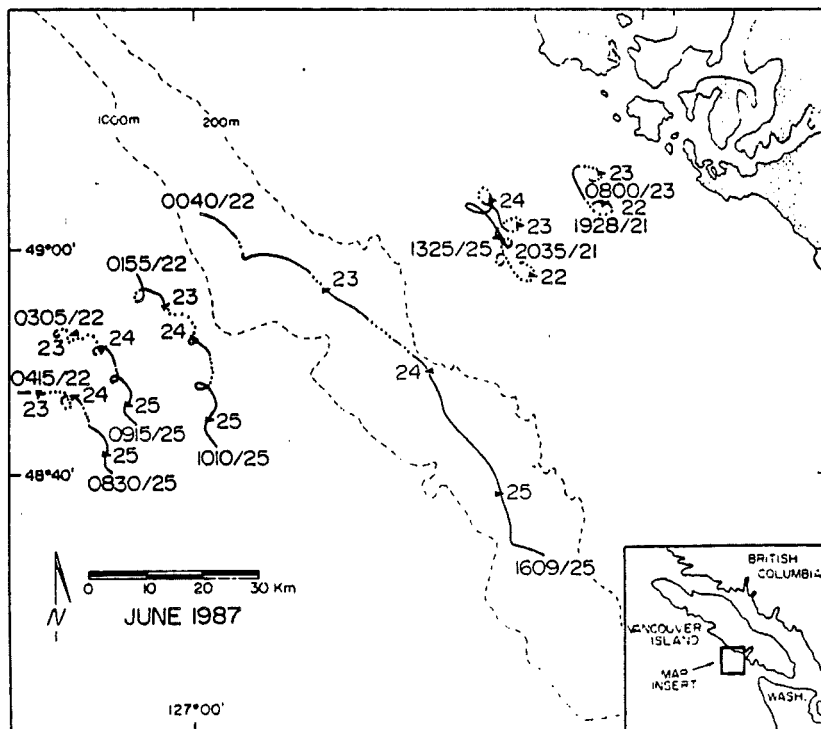 1000m
200m
0040/22
24
23
0800/23
23
22
1928/21
49°00'
1325/25
2035/21
22
0155/22
23
23
0305/22
24
24
23
24
0415/22
24
23
25
25
25
0915/25
1010/25
48°40'
0830/25
25
1609/25
0 10 20 30 Km
N
JUNE 1987
127°00'
BRITISH
COLUMBIA
VANCOUVER
ISLAND
MAP
INSERT
WASH.